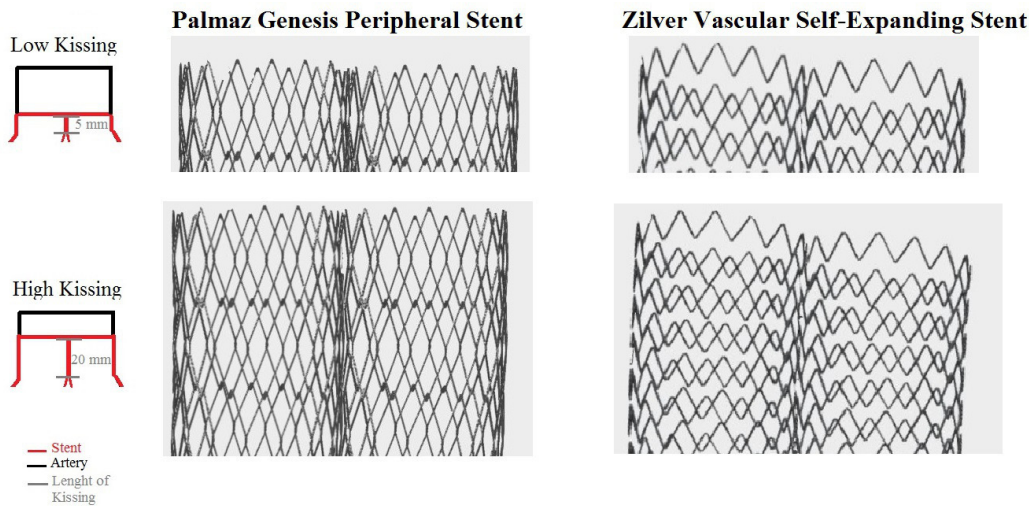 Palmaz Genesis Peripheral Stent
Zilver Vascular Self-Expanding Stent
Low Kissing
5 mm
High Kissing
20 mm
Stent
Artery
Lenght of
Kissing